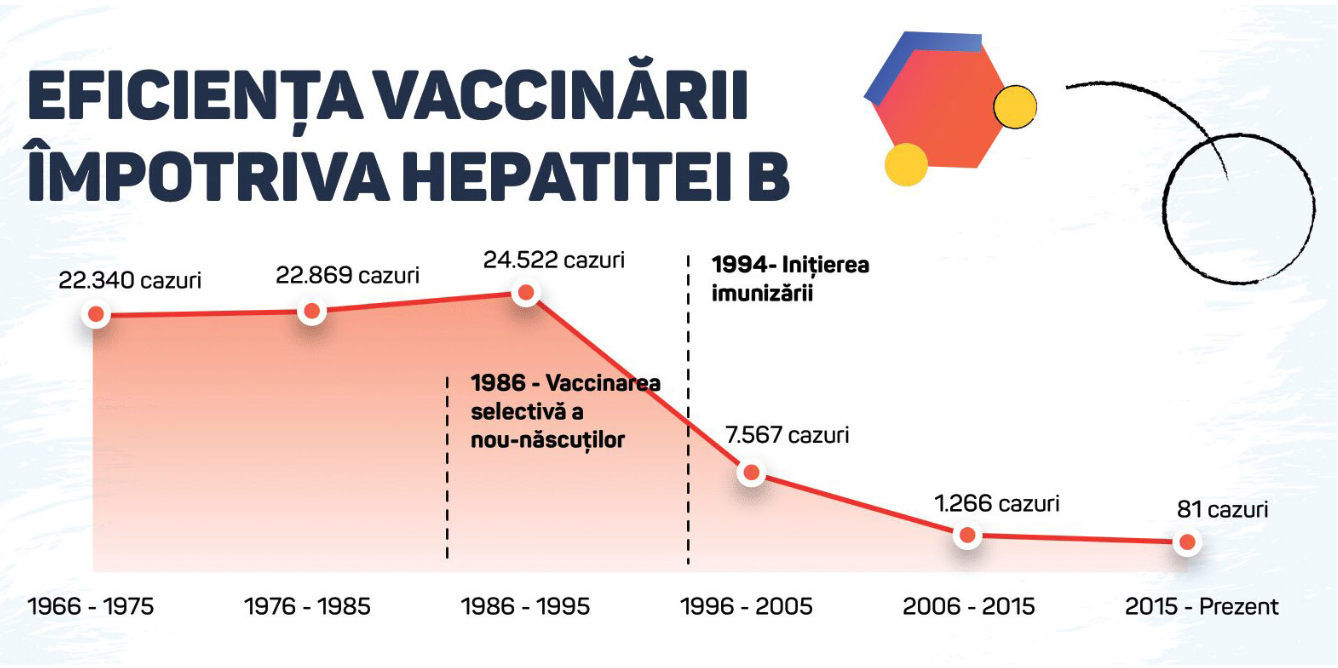 EFICIENȚA VACCINĂRII
ÎMPOTRIVA HEPATITEI B
22.340 cazuri
22.869 cazuri
24.522 cazuri
1994- Inițierea
imunizării
1986 - Vaccinarea
selectivă a
nou-născuților
7.567 cazuri
1.266 cazuri
81 cazuri
1966 - 1975
1976 - 1985
1986 - 1995
1996 - 2005
2006 - 2015
2015 - Prezent